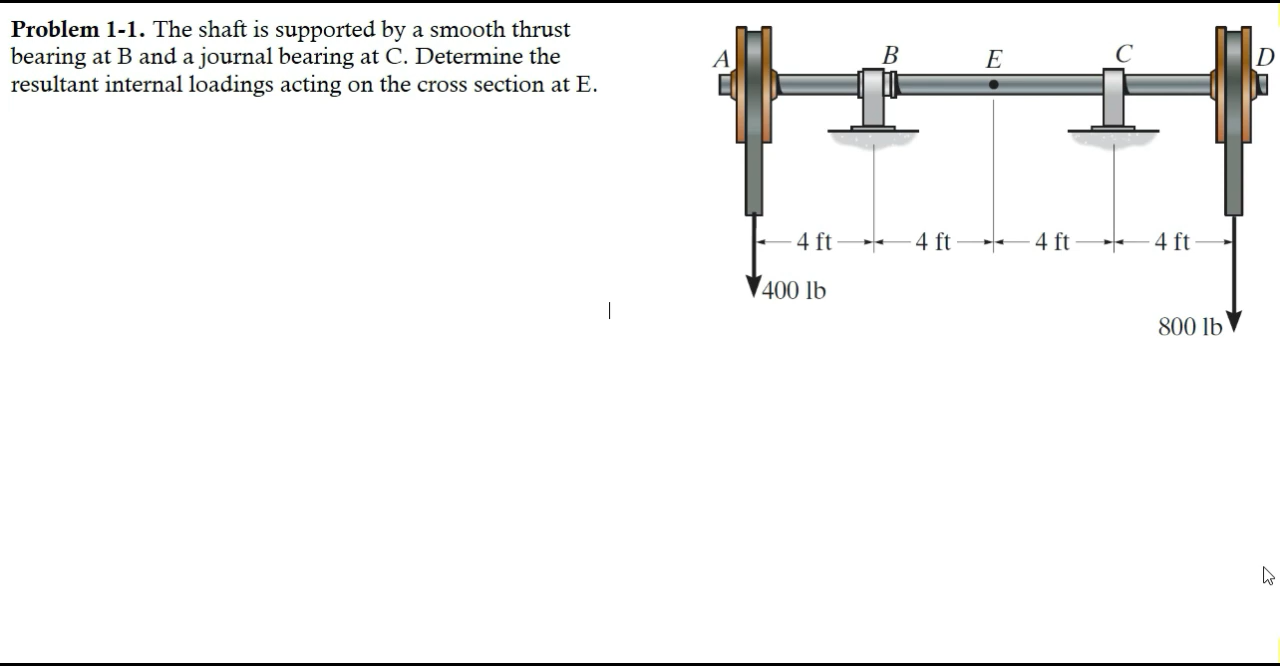 Problem 1-1. The shaft is supported by a smooth thrust
bearing at B and a journal bearing at C. Determine the
resultant internal loadings acting on the cross section at E.
A
B
E
C
D
4 ft
4 ft
4 ft
4 ft
400 lb
800 lb